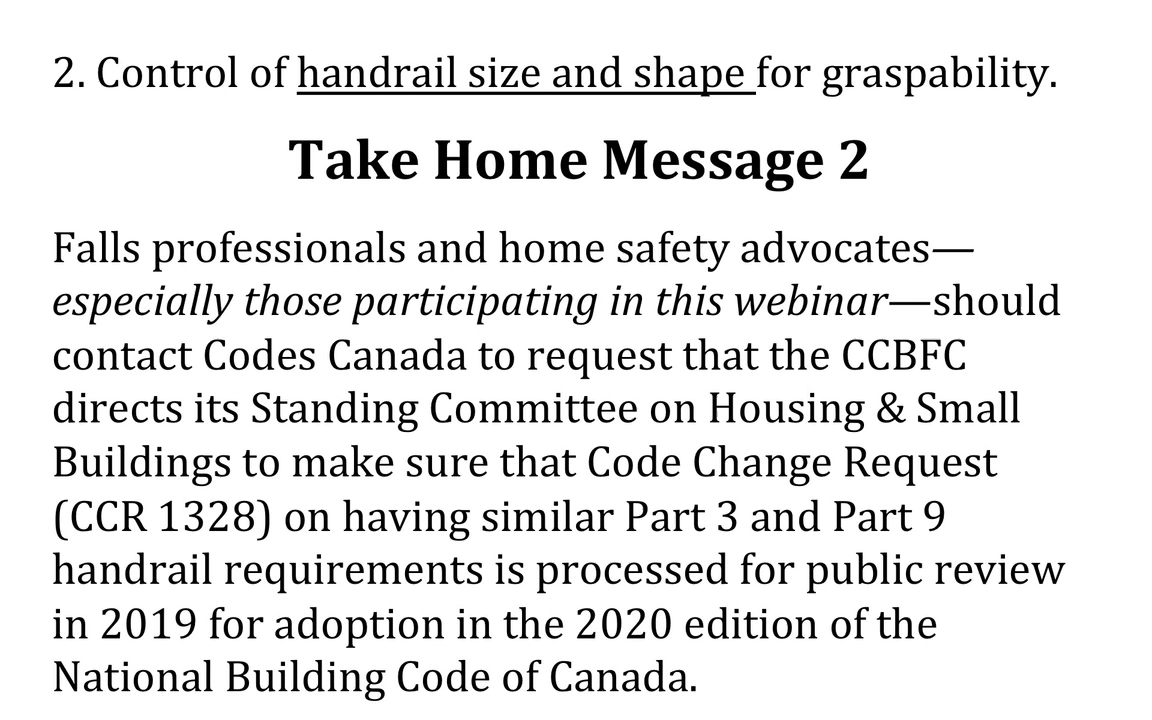 2. Control of handrail size and shape for graspability.
Take Home Message 2
Falls professionals and home safety advocates—
especially those participating in this webinar—should
contact Codes Canada to request that the CCBFC
directs its Standing Committee on Housing & Small
Buildings to make sure that Code Change Request
(CCR 1328) on having similar Part 3 and Part 9
handrail requirements is processed for public review
in 2019 for adoption in the 2020 edition of the
National Building Code of Canada.